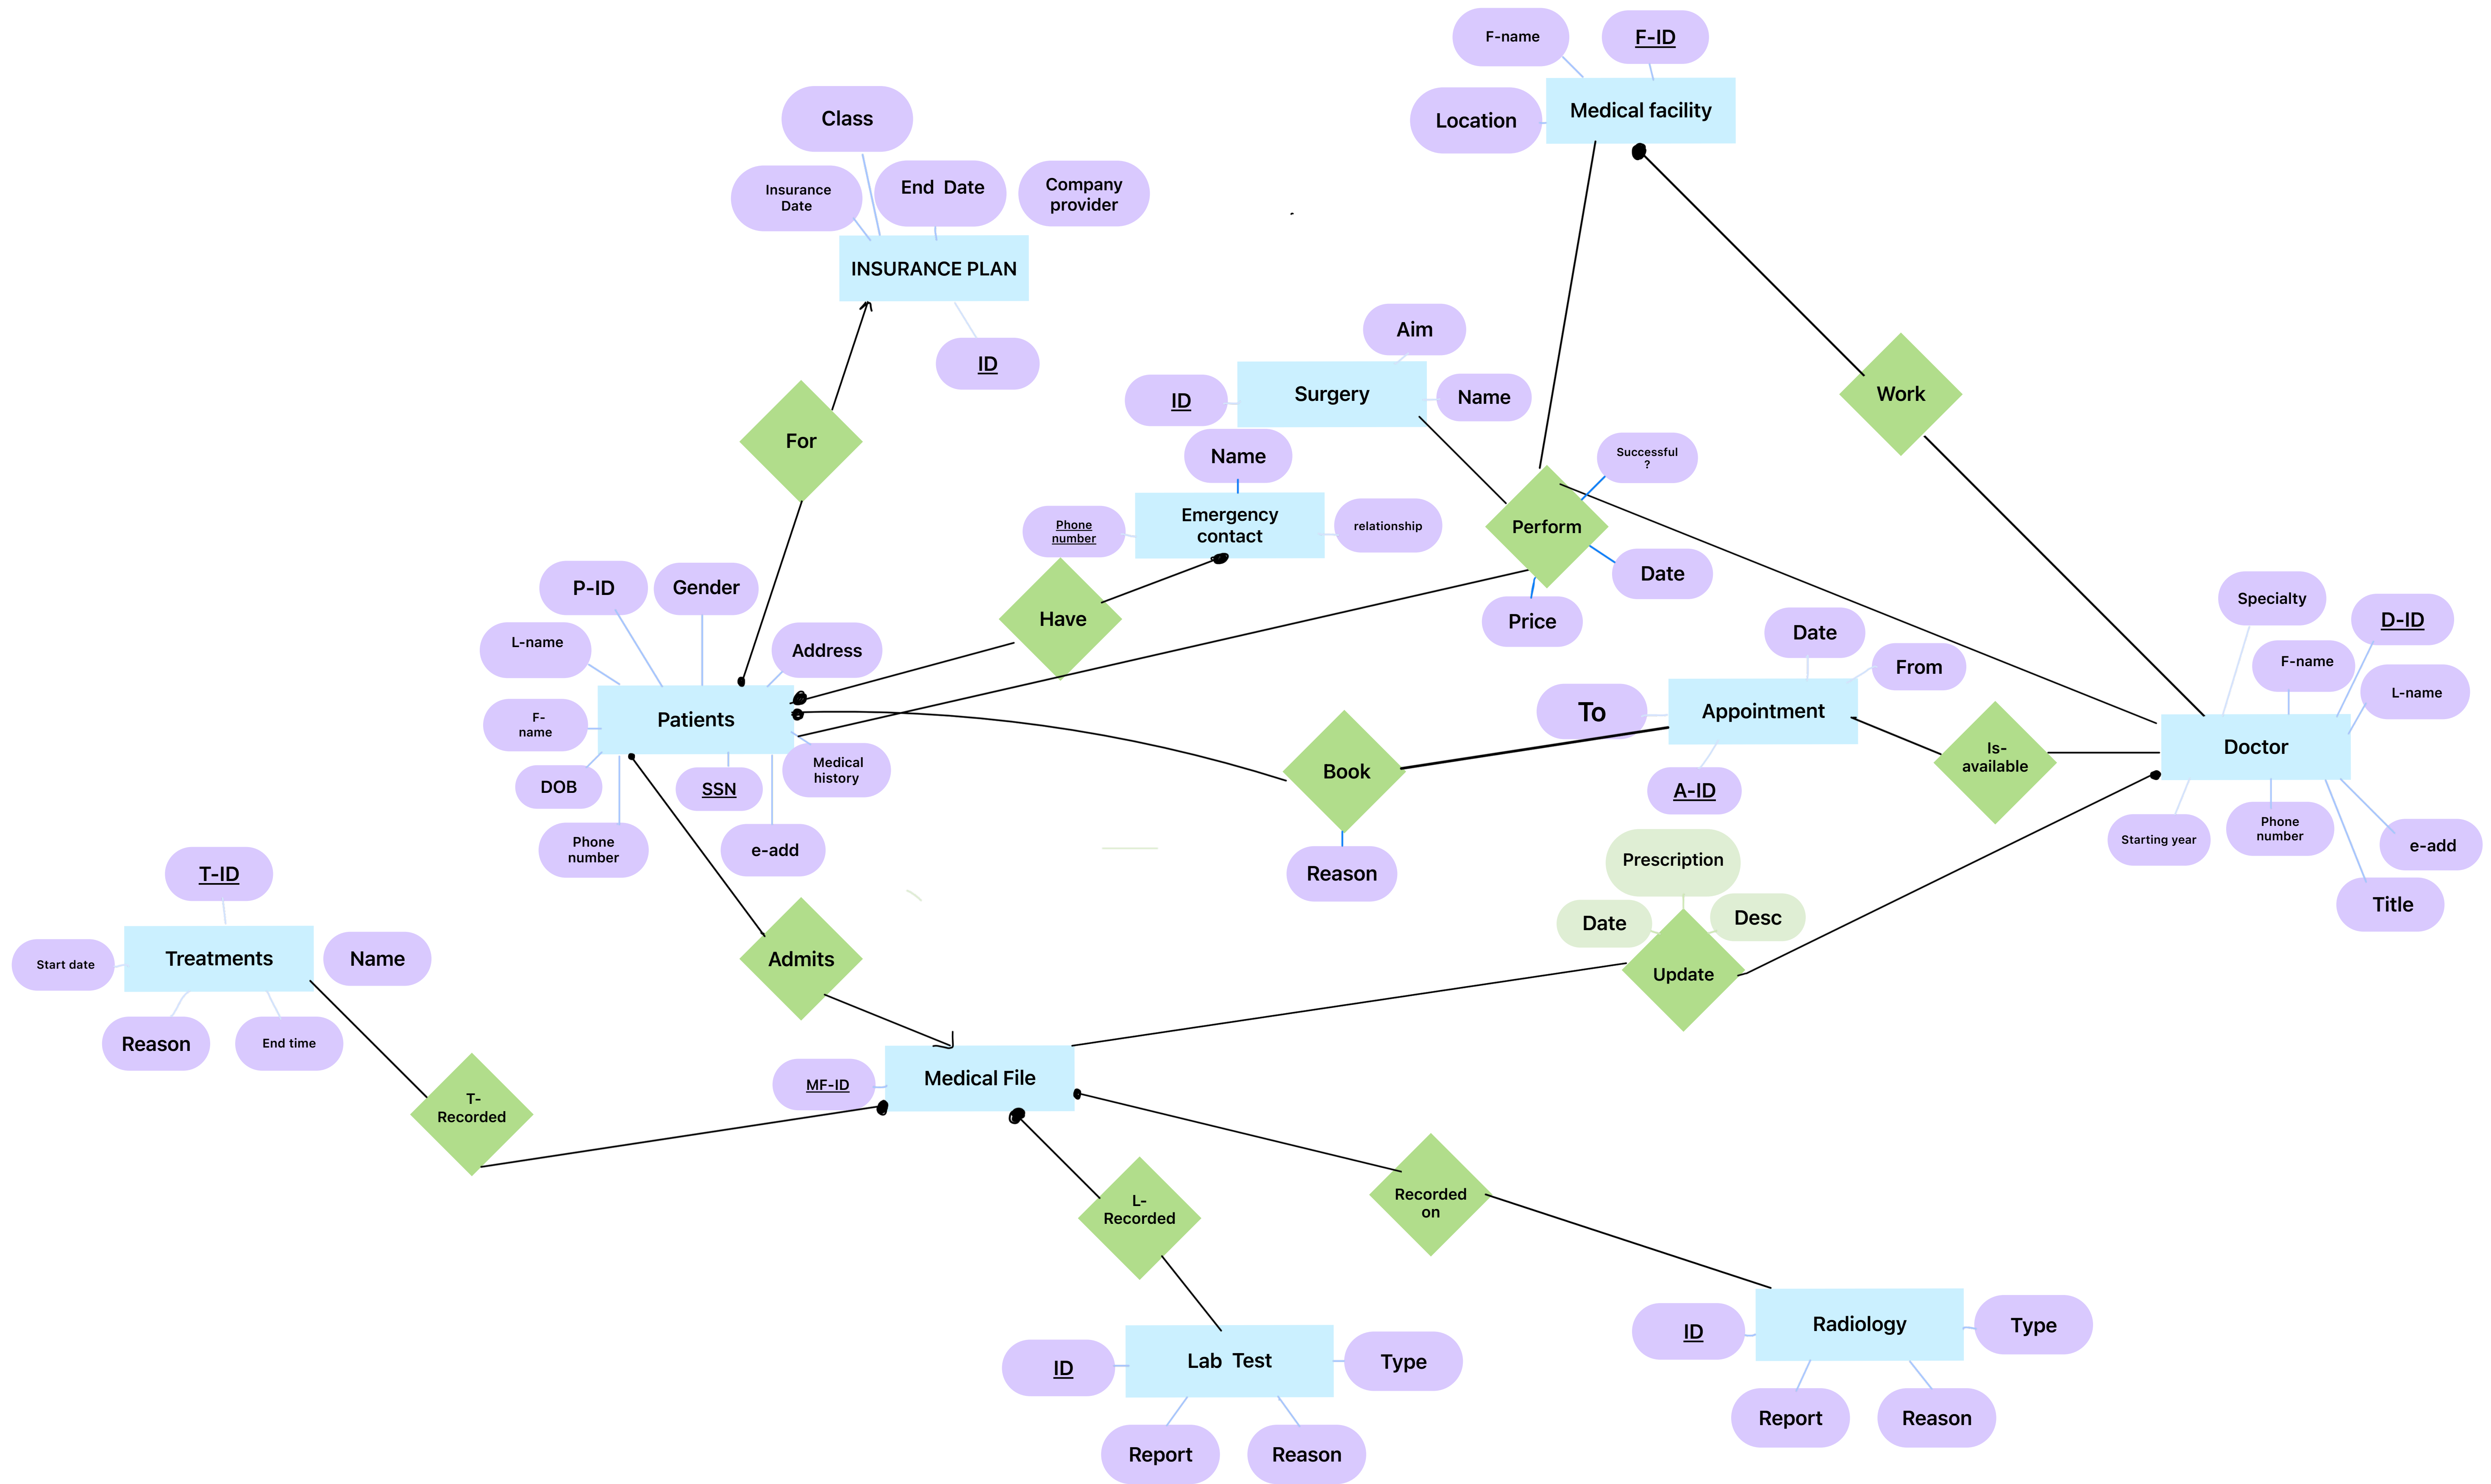 F-name
F-ID
Medical facility
Location
Class
Insurance
Date
End  Date
Company
provider
INSURANCE PLAN
ID
For
Aim
ID
Surgery
Name
Work
Name
Phone
number
Emergency
contact
relationship
Successful
?
Perform
Date
Price
Have
P-ID
Gender
L-name
Address
F-
name
Patients
DOB
SSN
Medical
history
Phone
number
e-add
Date
From
To
Appointment
A-ID
Book
Reason
Is-
available
Specialty
D-ID
F-name
L-name
Doctor
Starting year
Phone
number
e-add
Title
Prescription
Date
Desc
Update
T-ID
Start date
Treatments
Name
Reason
End time
Admits
MF-ID
Medical File
T-
Recorded
L-
Recorded
Recorded
on
ID
Lab  Test
Type
Report
Reason
ID
Radiology
Type
Report
Reason